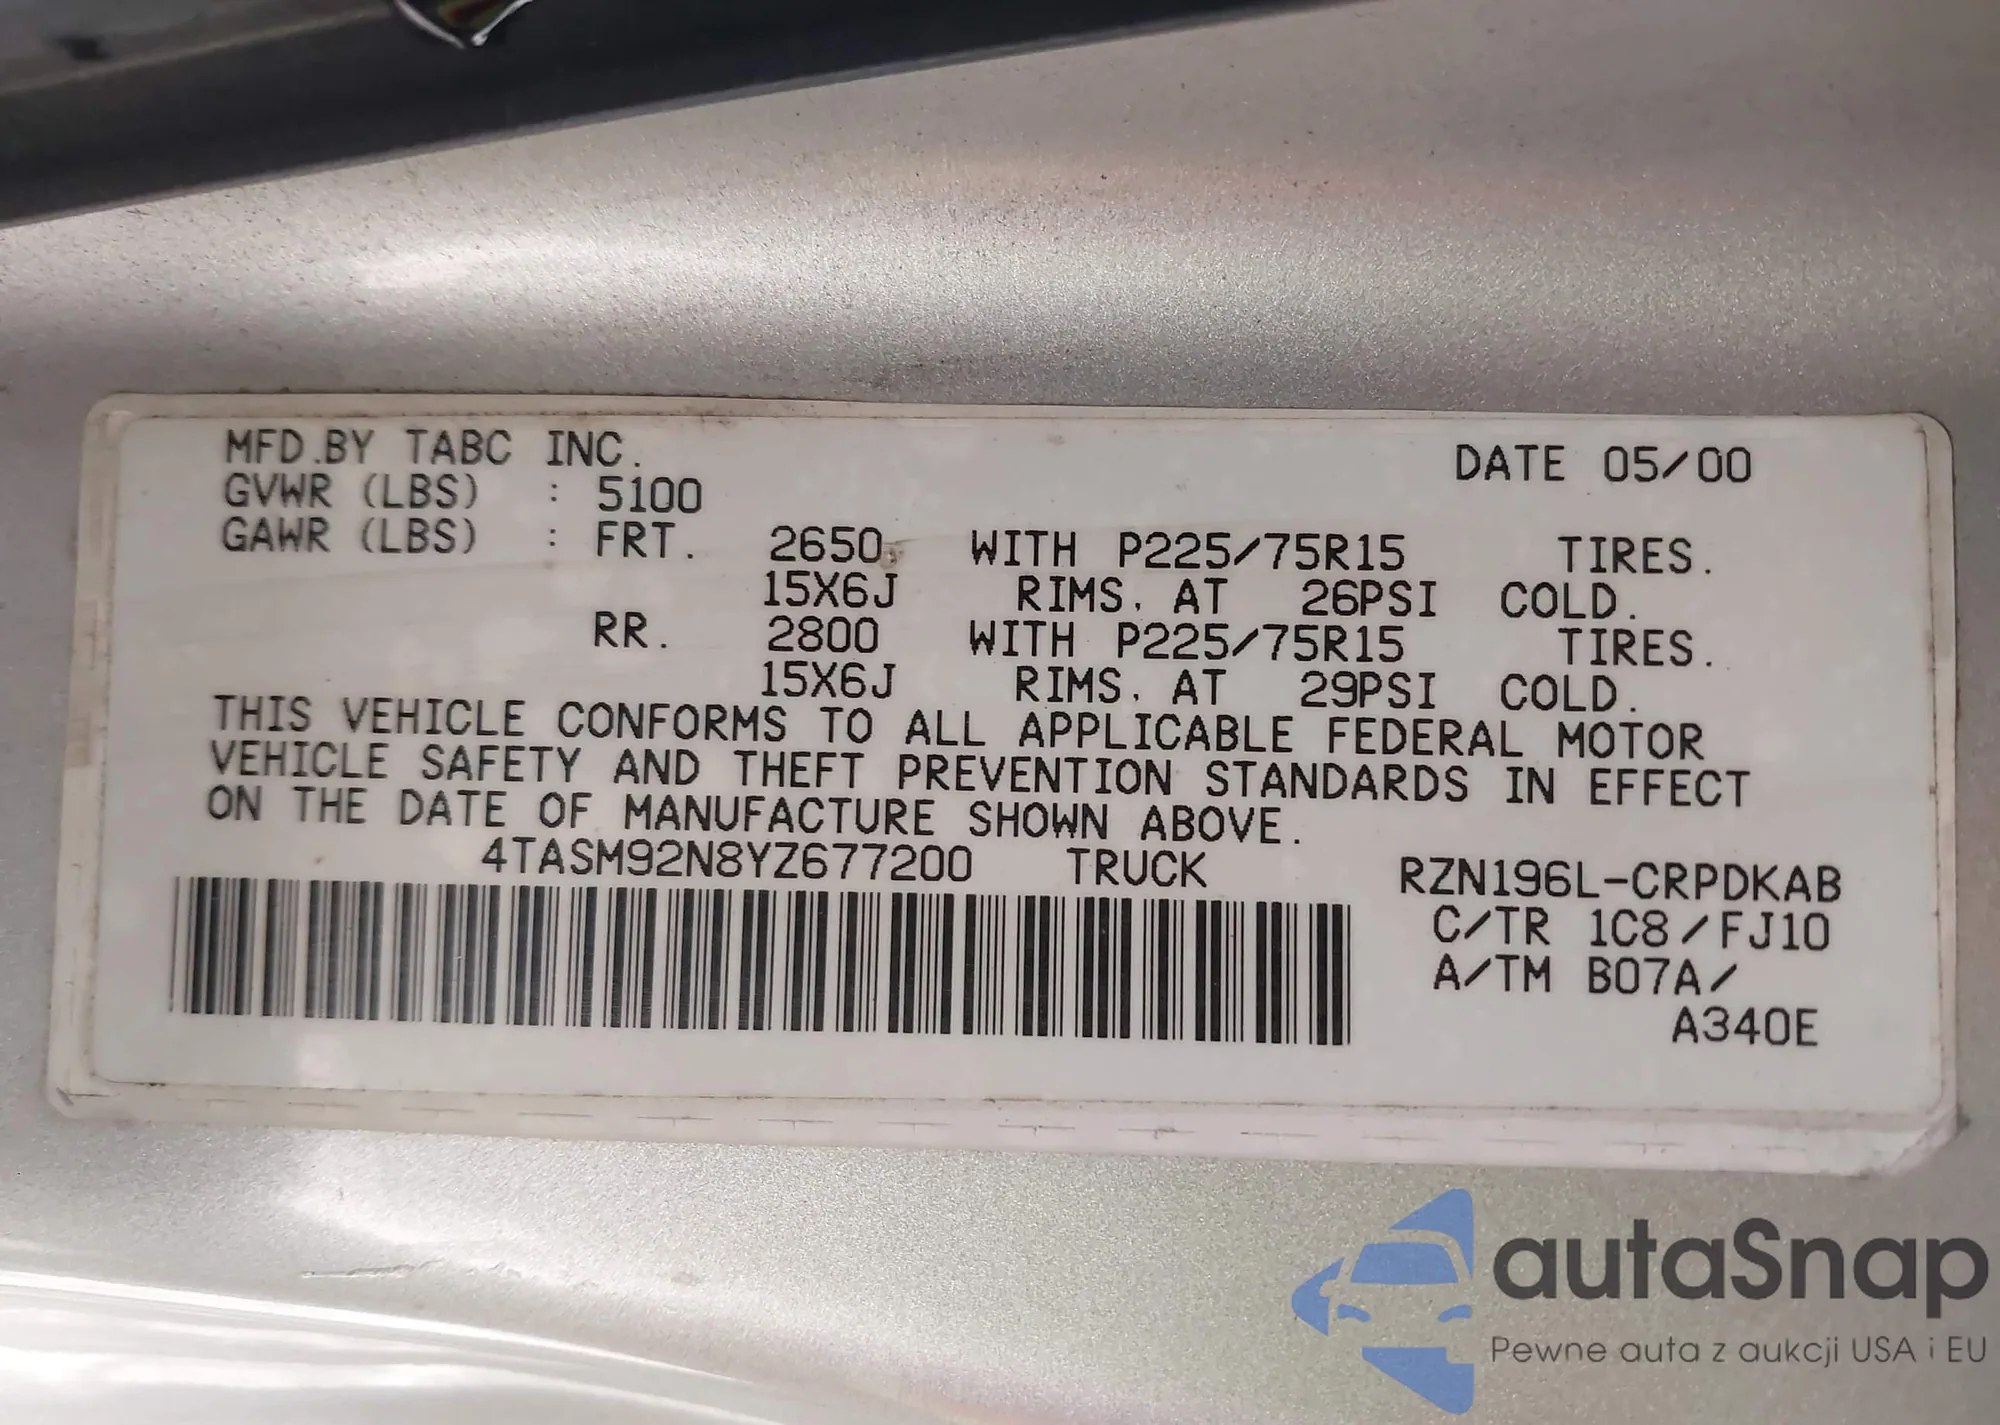 MFD.BY TABC INC. DATE 05/00
GVWR (LBS) : 5100
GAWR (LBS) : FRT. 2650 WITH P225/75R15 TIRES.
15X6J RIMS, AT 26PSI COLD.
RR. 2800 WITH P225/75R15 TIRES.
15X6J RIMS, AT 29PSI COLD.
THIS VEHICLE CONFORMS TO ALL APPLICABLE FEDERAL MOTOR
VEHICLE SAFETY AND THEFT PREVENTION STANDARDS IN EFFECT
ON THE DATE OF MANUFACTURE SHOWN ABOVE.
4TASM92N8YZ677200 TRUCK RZN196L-CRPDKAB
C/TR 1C8/FJ10
A/TM B07A/
A340E
autaSnap
Pewne auta z aukcji USA i EU